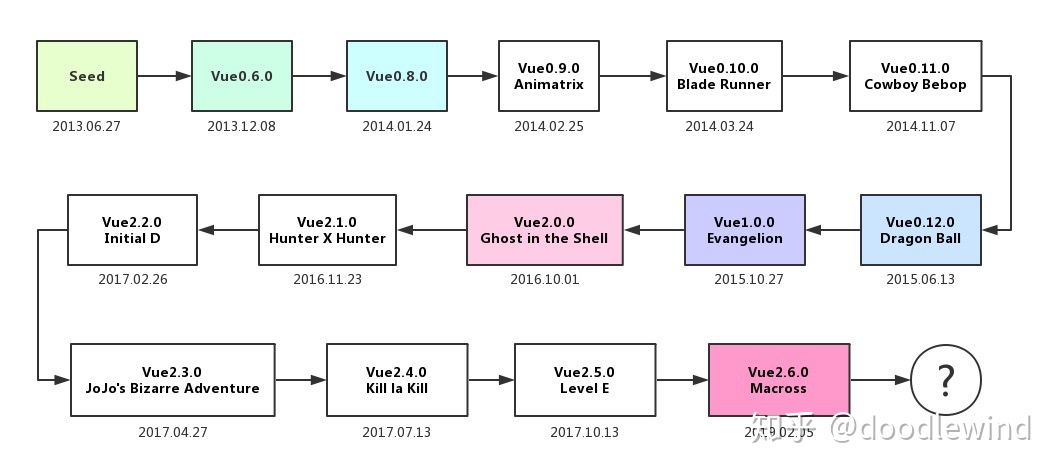 Seed
2013.06.27
Vue0.6.0
2013.12.08
Vue0.8.0
2014.01.24
Vue0.9.0
Animatrix
2014.02.25
Vue0.10.0
Blade Runner
2014.03.24
Vue0.11.0
Cowboy Bebop
2014.11.07
Vue0.12.0
Dragon Ball
2015.06.13
Vue1.0.0
Evangelion
2015.10.27
Vue2.0.0
Ghost in the Shell
2016.10.01
Vue2.1.0
Hunter X Hunter
2016.11.23
Vue2.2.0
Initial D
2017.02.26
Vue2.3.0
JoJo's Bizarre Adventure
2017.04.27
Vue2.4.0
Kill la Kill
2017.07.13
Vue2.5.0
Level E
2017.10.13
Vue2.6.0
Macross
2019.02.05
?
知乎 @doodlewind